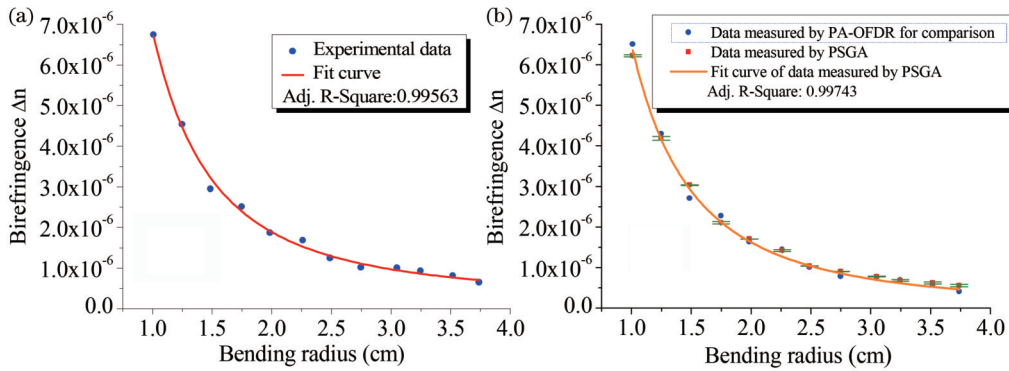 (a)
7.0x10⁻⁶
6.0x10⁻⁶
5.0x10⁻⁶
4.0x10⁻⁶
3.0x10⁻⁶
2.0x10⁻⁶
1.0x10⁻⁶
0.0
Birefringence Δn
Experimental data
Fit curve
Adj. R-Square:0.99563
1.0 1.5 2.0 2.5 3.0 3.5 4.0
Bending radius (cm)
(b)
7.0x10⁻⁶
6.0x10⁻⁶
5.0x10⁻⁶
4.0x10⁻⁶
3.0x10⁻⁶
2.0x10⁻⁶
1.0x10⁻⁶
0.0
Birefringence Δn
Data measured by PA-OFDR for comparison
Data measured by PSGA
Fit curve of data measured by PSGA
Adj. R-Square: 0.99743
1.0 1.5 2.0 2.5 3.0 3.5 4.0
Bending radius (cm)